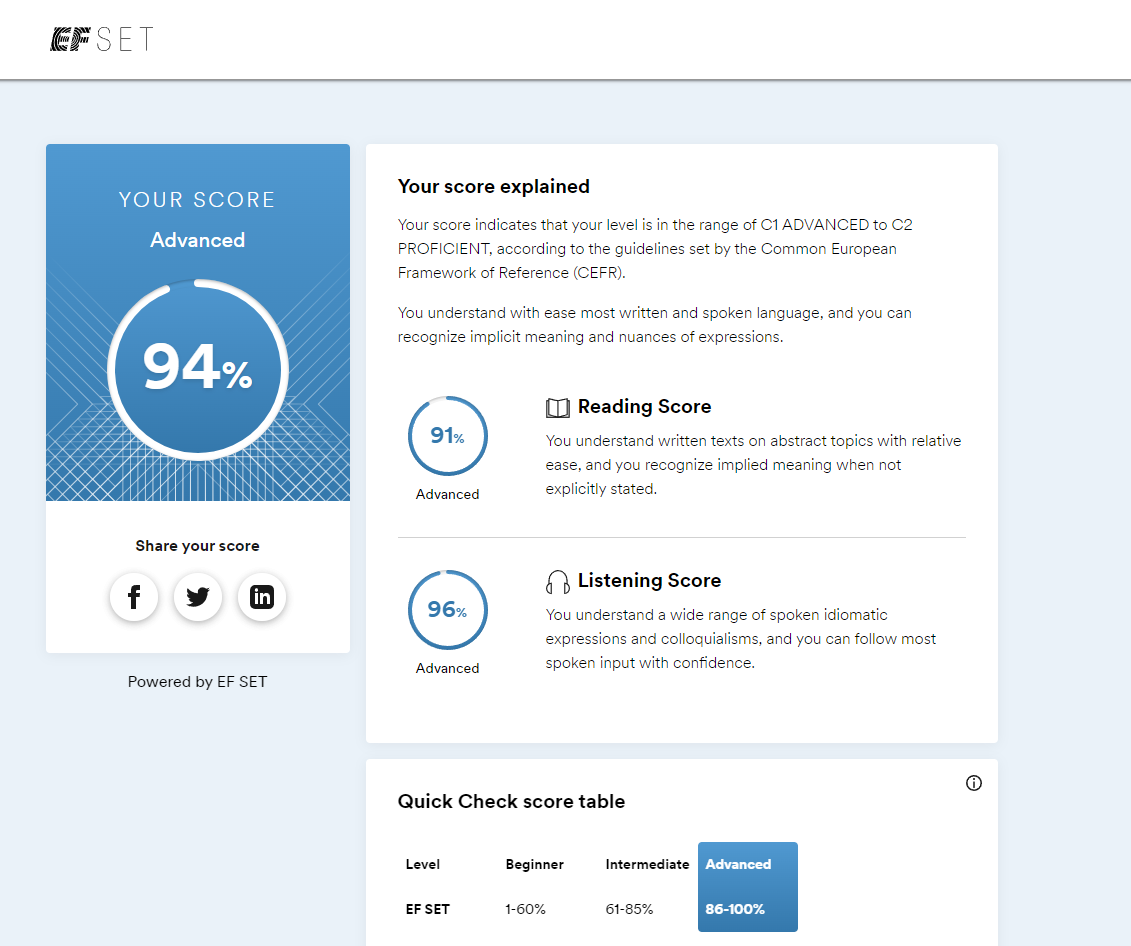 EF SET
YOUR SCORE
Advanced
94%
Share your score
Powered by EF SET
Your score explained
Your score indicates that your level is in the range of C1 ADVANCED to C2
PROFICIENT, according to the guidelines set by the Common European
Framework of Reference (CEFR).
You understand with ease most written and spoken language, and you can
recognize implicit meaning and nuances of expressions.
91%
Advanced
Reading Score
You understand written texts on abstract topics with relative
ease, and you recognize implied meaning when not
explicitly stated.
96%
Advanced
Listening Score
You understand a wide range of spoken idiomatic
expressions and colloquialisms, and you can follow most
spoken input with confidence.
Quick Check score table
Level Beginner Intermediate Advanced
EF SET 1-60% 61-85% 86-100%